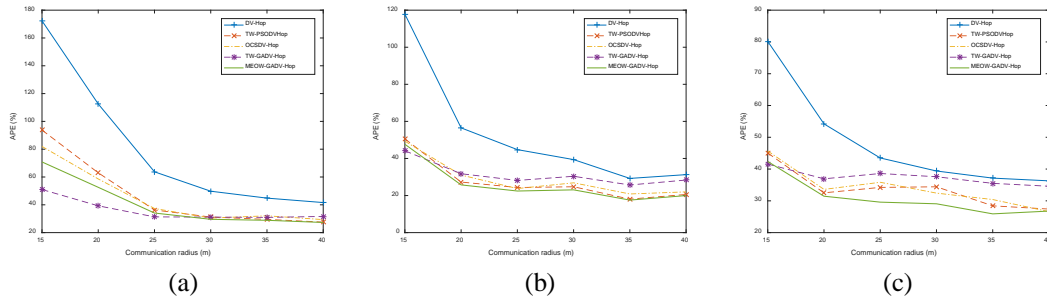 180
160
140
120
100
80
60
40
20
APE (%)
15 20 25 30 35 40
Communication radius (m)
DV-Hop
TW-PSODVHop
OCSDV-Hop
TW-GADV-Hop
MEOW-GADV-Hop
(a)
120
100
80
60
40
20
0
APE (%)
15 20 25 30 35 40
Communication radius (m)
DV-Hop
TW-PSODVHop
OCSDV-Hop
TW-GADV-Hop
MEOW-GADV-Hop
(b)
90
80
70
60
50
40
30
20
APE (%)
15 20 25 30 35 40
Communication radius (m)
DV-Hop
TW-PSODVHop
OCSDV-Hop
TW-GADV-Hop
MEOW-GADV-Hop
(c)